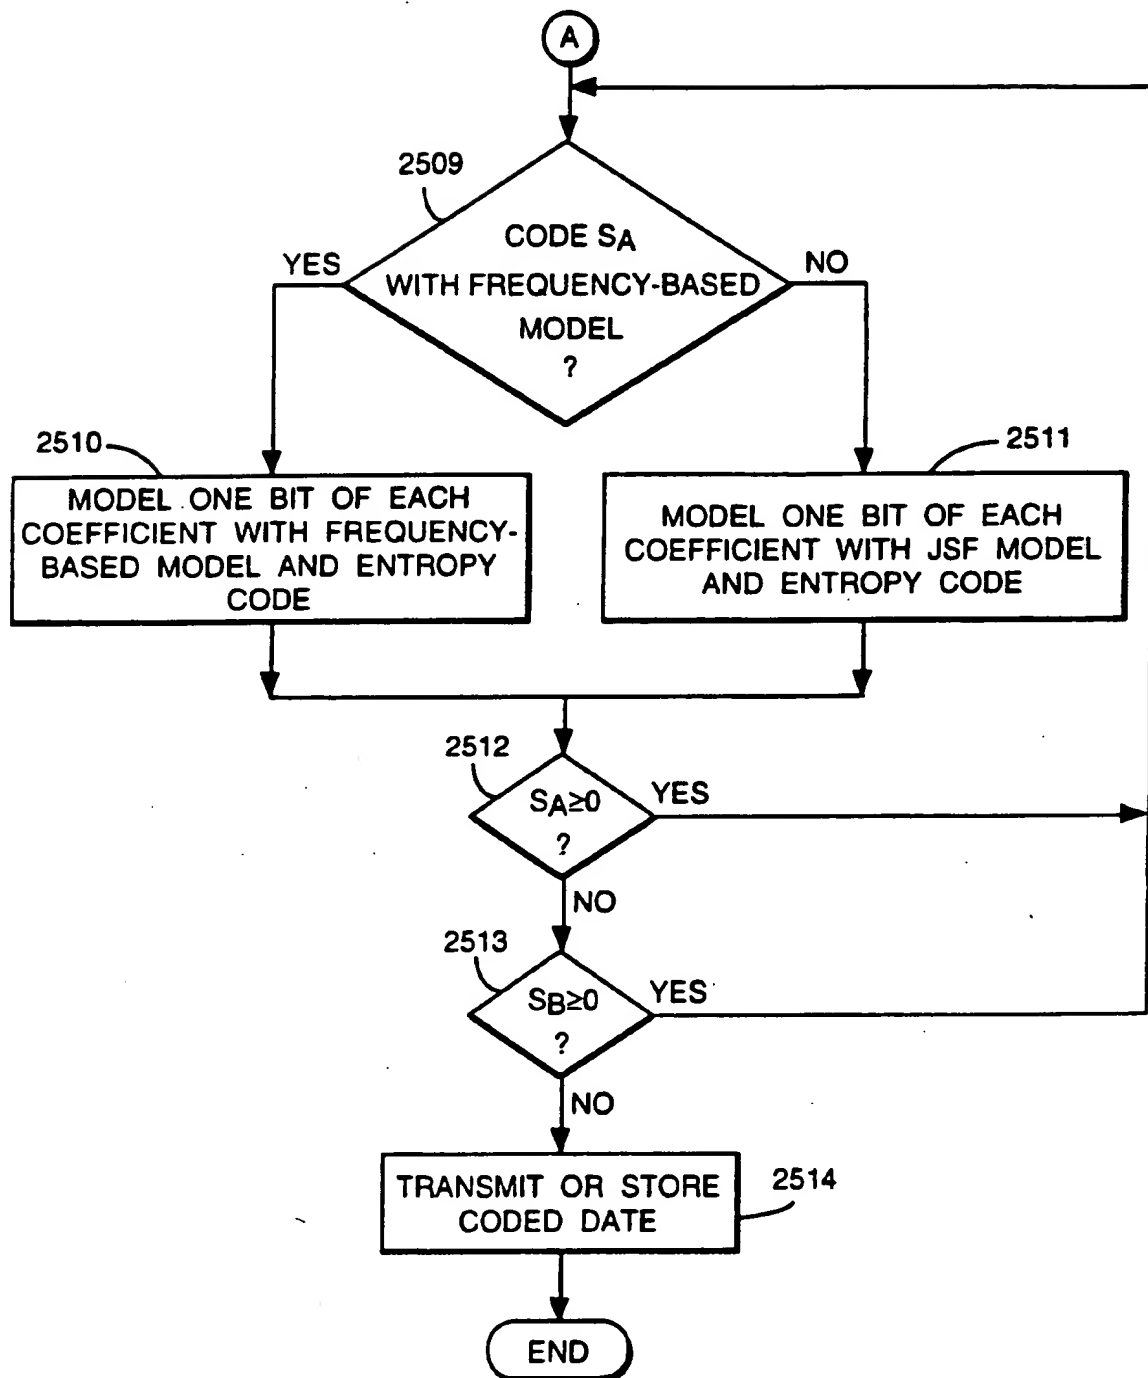 A
2509
CODE SA
WITH FREQUENCY-BASED
MODEL
?
YES
NO
2510
MODEL ONE BIT OF EACH
COEFFICIENT WITH FREQUENCY-
BASED MODEL AND ENTROPY
CODE
2511
MODEL ONE BIT OF EACH
COEFFICIENT WITH JSF MODEL
AND ENTROPY CODE
2512
SA≥0
?
YES
NO
2513
SB≥0
?
YES
NO
TRANSMIT OR STORE
CODED DATE
2514
END